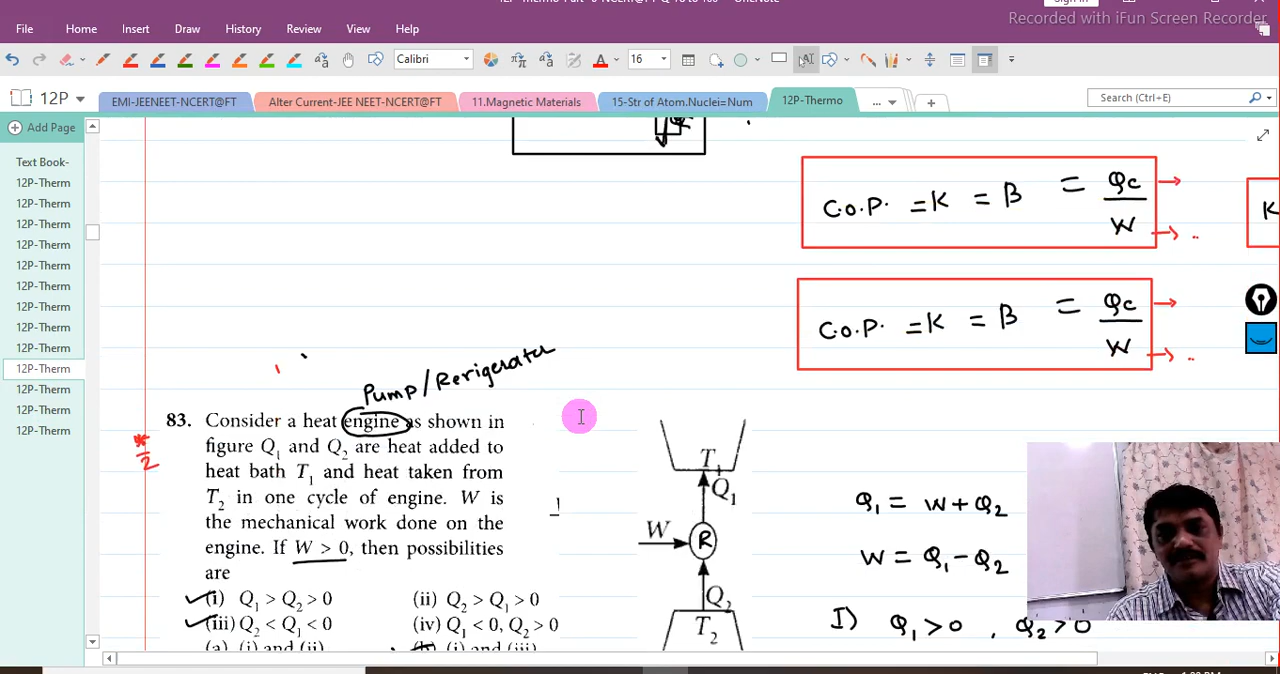 Recorded with iFun Screen Recorder
File Home Insert Draw History Review View Help
Calibri 16
12P EMI-JEENEET-NCERT@FT Alter Current-JEE NEET-NCERT@FT 11.Magnetic Materials 15-Str of Atom.Nuclei=Num 12P-Thermo ... Search (Ctrl+E)
Add Page
Text Book-
12P-Therm
12P-Therm
12P-Therm
12P-Therm
12P-Therm
12P-Therm
12P-Therm
12P-Therm
12P-Therm
12P-Therm
12P-Therm
12P-Therm
12P-Therm
C.O.P. = K = β = Qc / W
K
C.O.P. = K = β = Qc / W
Pump/Rerigerator
83. Consider a heat engine as shown in
figure Q₁ and Q₂ are heat added to
heat bath T₁ and heat taken from
T₂ in one cycle of engine. W is
the mechanical work done on the
engine. If W > 0, then possibilities
are
(i) Q₁ > Q₂ > 0 (ii) Q₂ > Q₁ > 0
(iii) Q₂ < Q₁ < 0 (iv) Q₁ < 0, Q₂ > 0
(a) (i) and (ii) (b) (i) and (iii)
* 2
T₁
Q₁
W R
Q₂
T₂
Q₁ = W + Q₂
W = Q₁ - Q₂
I) Q₁ > 0 , Q₂ > 0